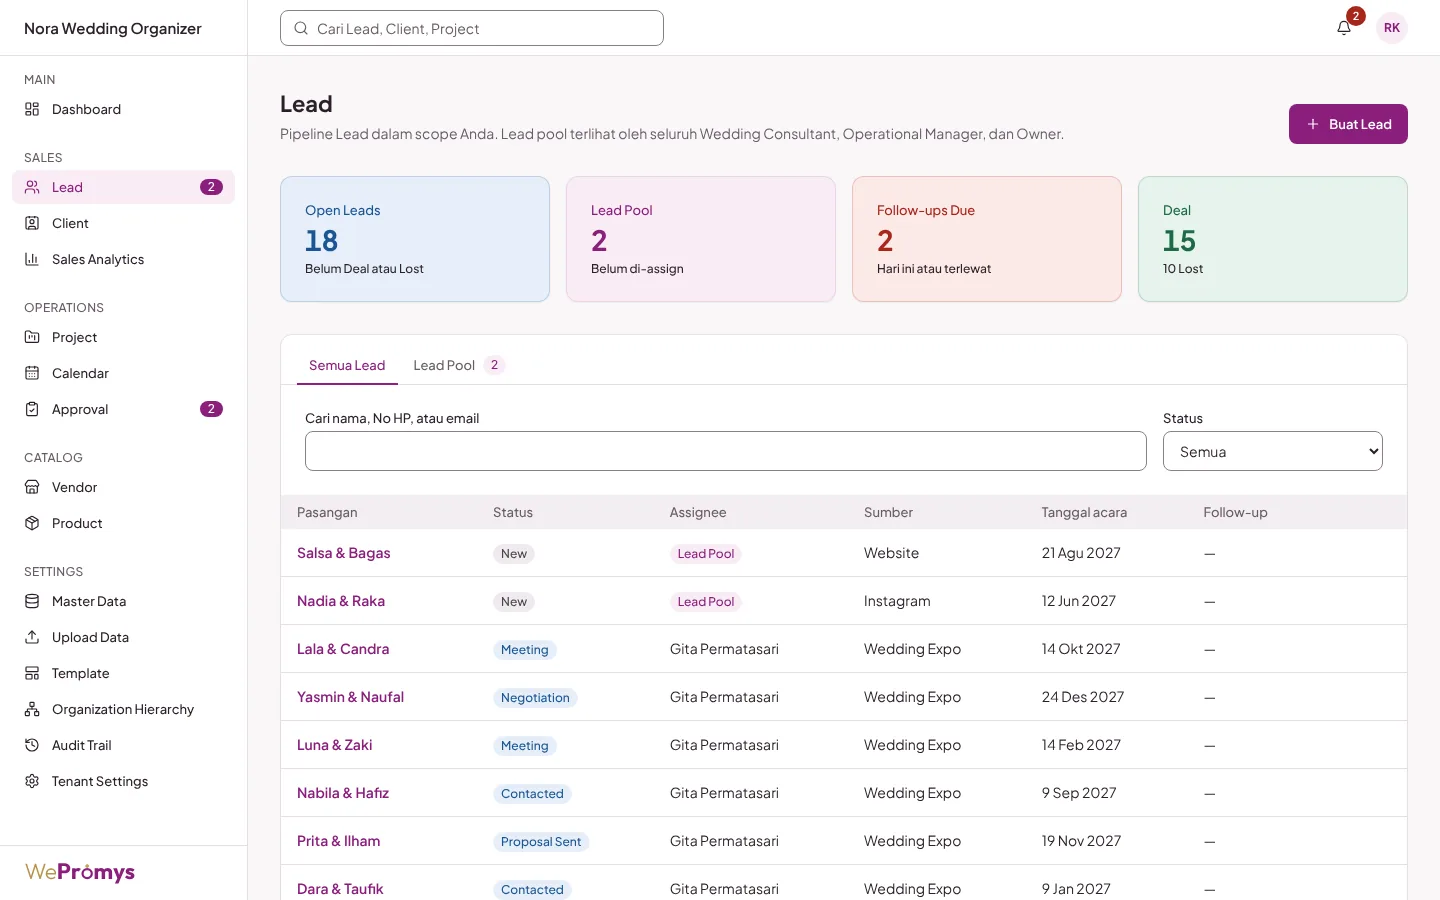 Nora Wedding Organizer
Cari Lead, Client, Project
2
RK
MAIN
Dashboard
SALES
Lead 2
Client
Sales Analytics
OPERATIONS
Project
Calendar
Approval 2
CATALOG
Vendor
Product
SETTINGS
Master Data
Upload Data
Template
Organization Hierarchy
Audit Trail
Tenant Settings
WePromys
Lead
Pipeline Lead dalam scope Anda. Lead pool terlihat oleh seluruh Wedding Consultant, Operational Manager, dan Owner.
+ Buat Lead
Open Leads
18
Belum Deal atau Lost
Lead Pool
2
Belum di-assign
Follow-ups Due
2
Hari ini atau terlewat
Deal
15
10 Lost
Semua Lead Lead Pool 2
Cari nama, No HP, atau email
Status
Semua
Pasangan Status Assignee Sumber Tanggal acara Follow-up
Salsa & Bagas New Lead Pool Website 21 Agu 2027 —
Nadia & Raka New Lead Pool Instagram 12 Jun 2027 —
Lala & Candra Meeting Gita Permatasari Wedding Expo 14 Okt 2027 —
Yasmin & Naufal Negotiation Gita Permatasari Wedding Expo 24 Des 2027 —
Luna & Zaki Meeting Gita Permatasari Wedding Expo 14 Feb 2027 —
Nabila & Hafiz Contacted Gita Permatasari Wedding Expo 9 Sep 2027 —
Prita & Ilham Proposal Sent Gita Permatasari Wedding Expo 19 Nov 2027 —
Dara & Taufik Contacted Gita Permatasari Wedding Expo 9 Jan 2027 —